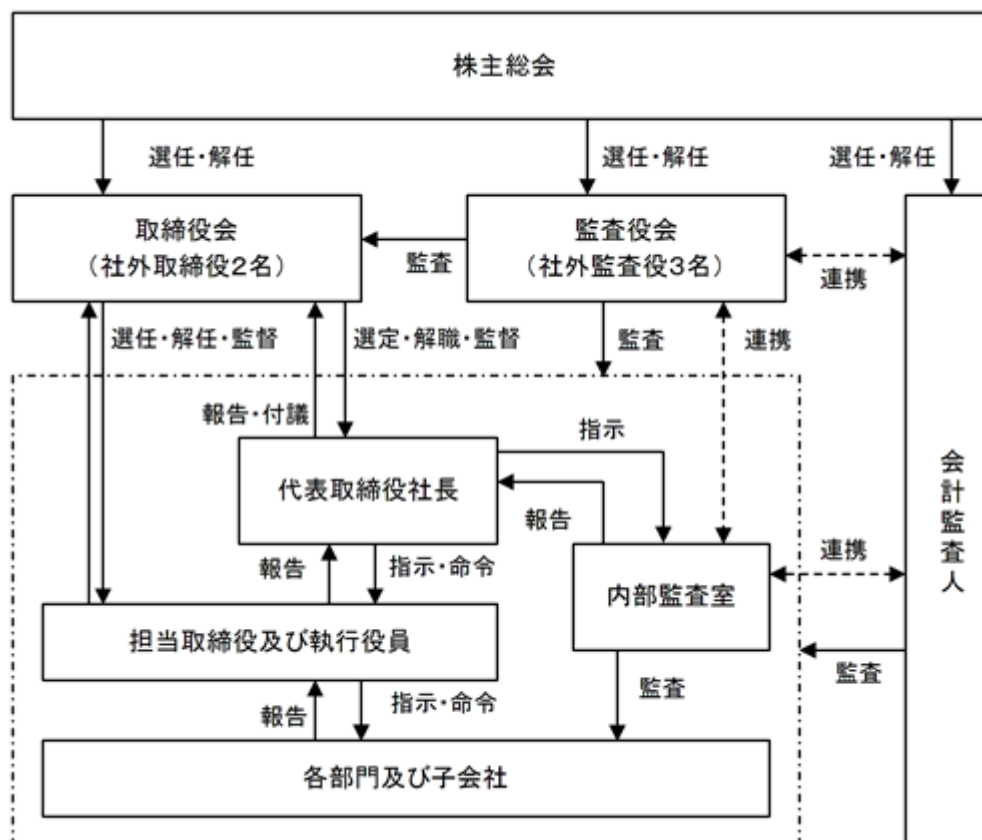 株主総会
選任・解任
選任・解任
選任・解任
取締役会
（社外取締役２名）
監査
監査役会
（社外監査役３名）
連携
選任・解任・監督
選定・解職・監督
監査
連携
報告・付議
指示
代表取締役社長
報告
会計監査人
報告
指示・命令
内部監査室
連携
担当取締役及び執行役員
監査
監査
報告
指示・命令
各部門及び子会社